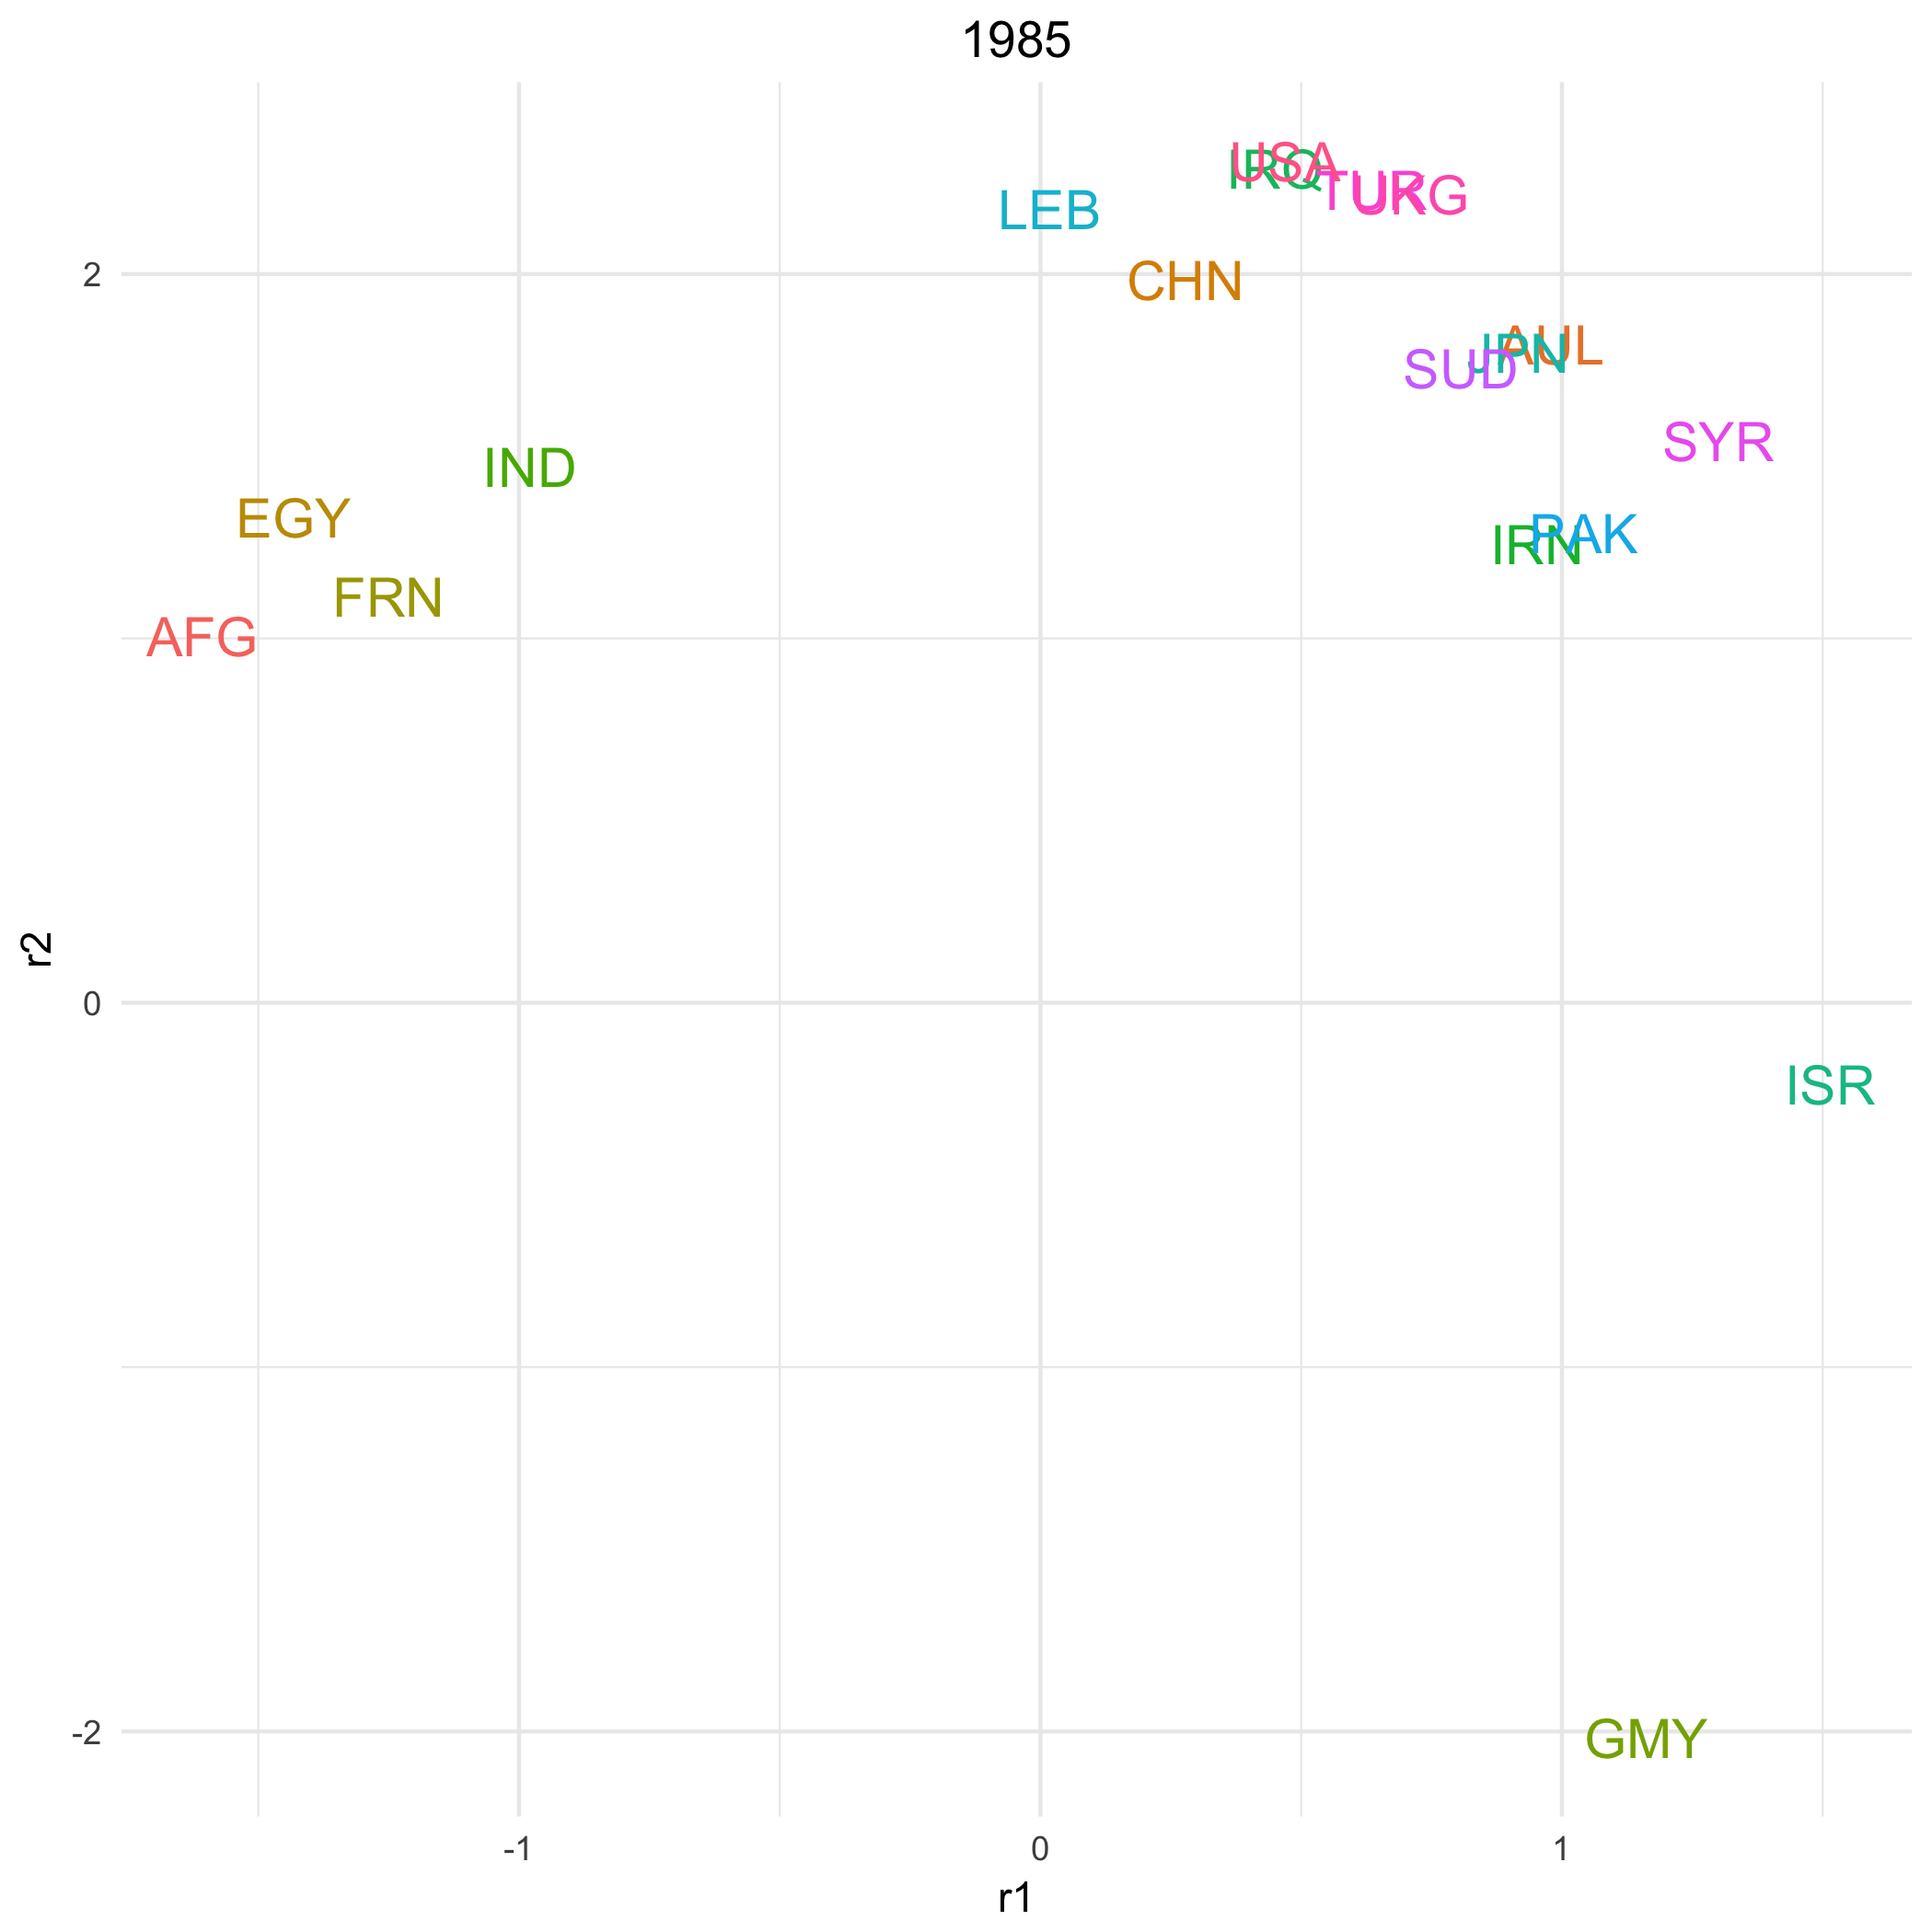 1985
USA
IRQ
TUR
UKG
LEB
2
CHN
AUL
JPN
SUD
SYR
IND
EGY
PAK
IRN
FRN
AFG
r2
0
ISR
-2
GMY
-1
0
1
r1